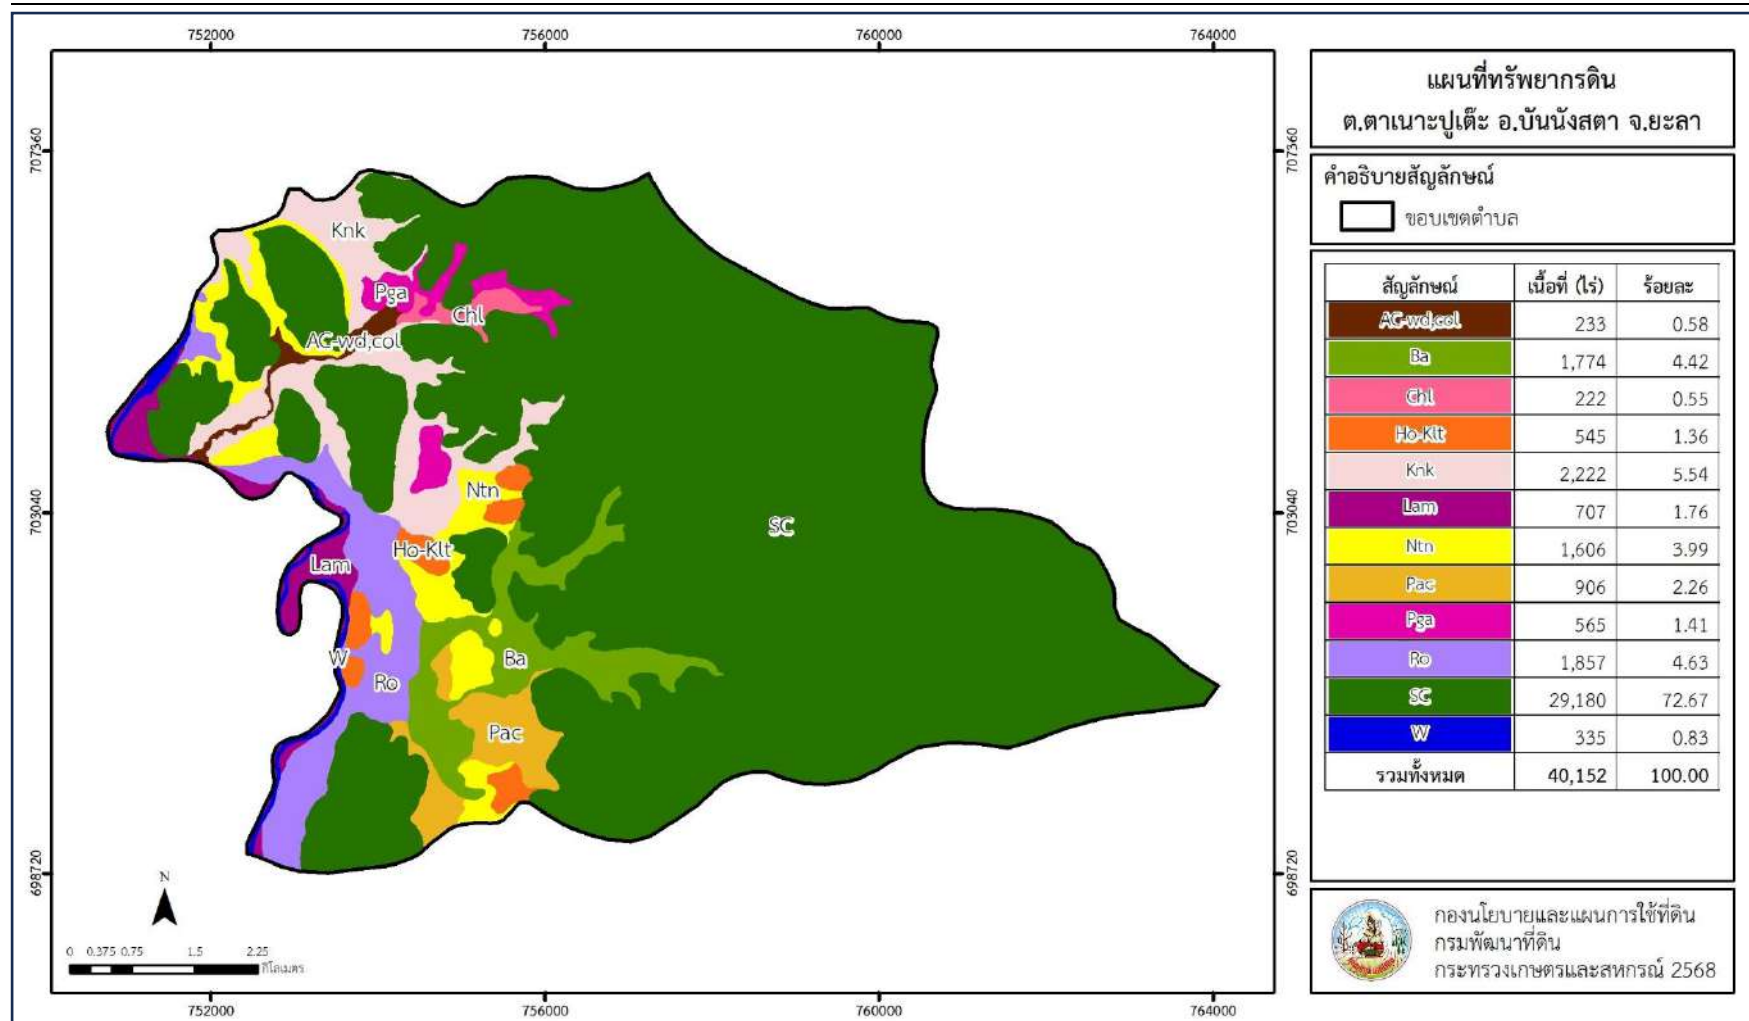 752000
756000
760000
764000
707360
707360
703040
703040
698720
698720
Knk
Pga
Chl
AC-wd,col
Ntn
SC
Ho-Klt
Lam
W
Ro
Ba
Pac
N
0 0.375 0.75 1.5 2.25
กิโลเมตร
752000
756000
760000
764000
แผนที่ทรัพยากรดิน
ต.ตาเนาะปูเต๊ะ อ.บันนังสตา จ.ยะลา
คำอธิบายสัญลักษณ์
ขอบเขตตำบล
สัญลักษณ์ เนื้อที่ (ไร่) ร้อยละ
AC-wd,col 233 0.58
Ba 1,774 4.42
Chl 222 0.55
Ho-Klt 545 1.36
Knk 2,222 5.54
Lam 707 1.76
Ntn 1,606 3.99
Pac 906 2.26
Pga 565 1.41
Ro 1,857 4.63
SC 29,180 72.67
W 335 0.83
รวมทั้งหมด 40,152 100.00
กองนโยบายและแผนการใช้ที่ดิน
กรมพัฒนาที่ดิน
กระทรวงเกษตรและสหกรณ์ 2568